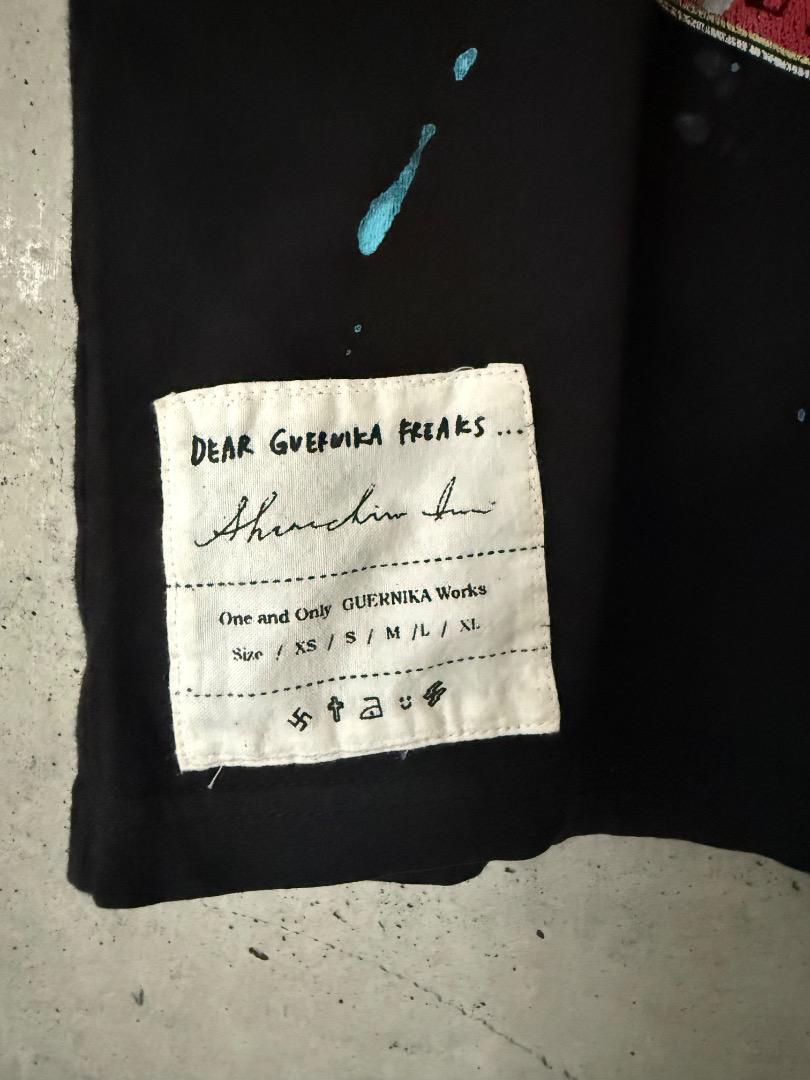 DEAR GUERNIKA FREAKS ...
One and Only GUERNIKA Works
Size / XS / S / M / L / XL